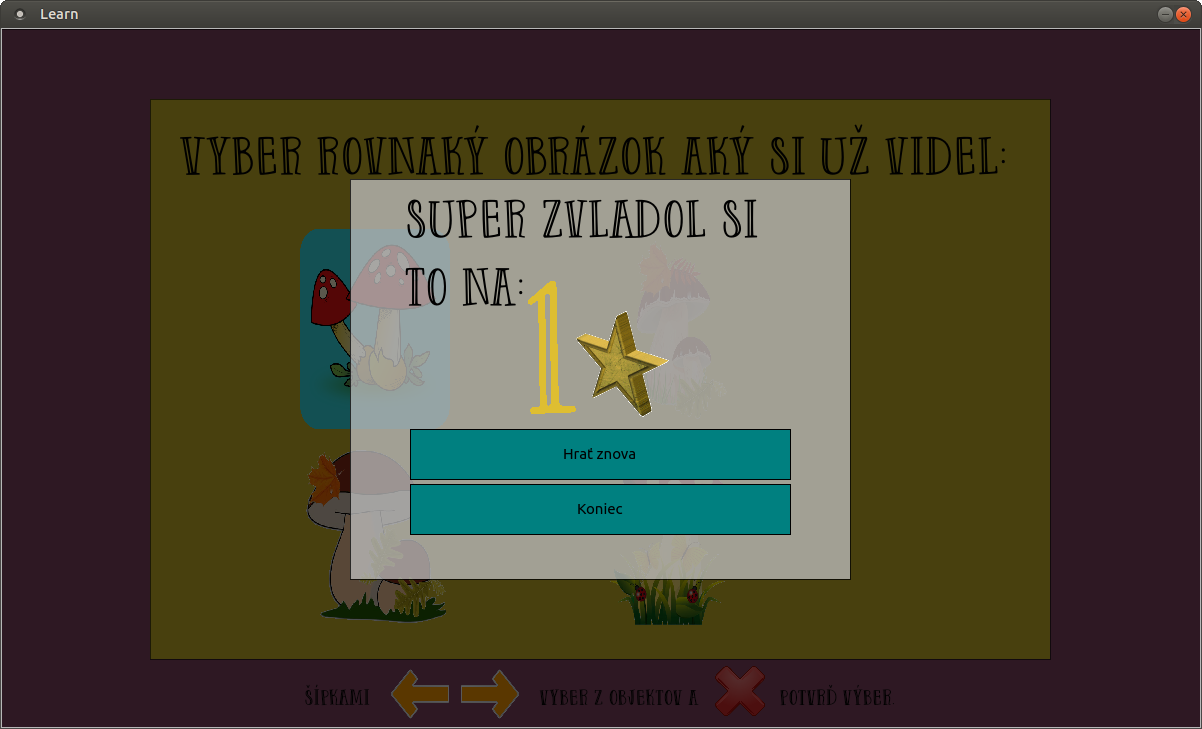 Learn
VYBER ROVNAKÝ OBRÁZOK AKÝ SI UŽ VIDEL:
SUPER ZVLADOL SI
TO NA:
1
Hrať znova
Koniec
ŠÍPKAMI VYBER Z OBJEKTOV A POTVRĎ VÝBER